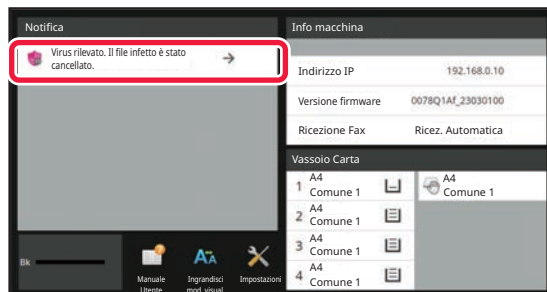 Notifica
Virus rilevato. Il file infetto è stato
cancellato.
Info macchina
Indirizzo IP 192.168.0.10
Versione firmware 0078Q1Af_23030100
Ricezione Fax Ricez. Automatica
Vassoio Carta
1 A4
Comune 1
A4
Comune 1
2 A4
Comune 1
3 A4
Comune 1
4 A4
Comune 1
Bk
Manuale
Utente
Ingrandisci
mod. visual
Impostazioni